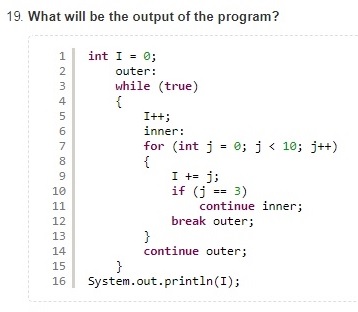 19. What will be the output of the program?
1 int I = 0;
2 outer:
3 while (true)
4 {
5 I++;
6 inner:
7 for (int j = 0; j < 10; j++)
8 {
9 I += j;
10 if (j == 3)
11 continue inner;
12 break outer;
13 }
14 continue outer;
15 }
16 System.out.println(I);